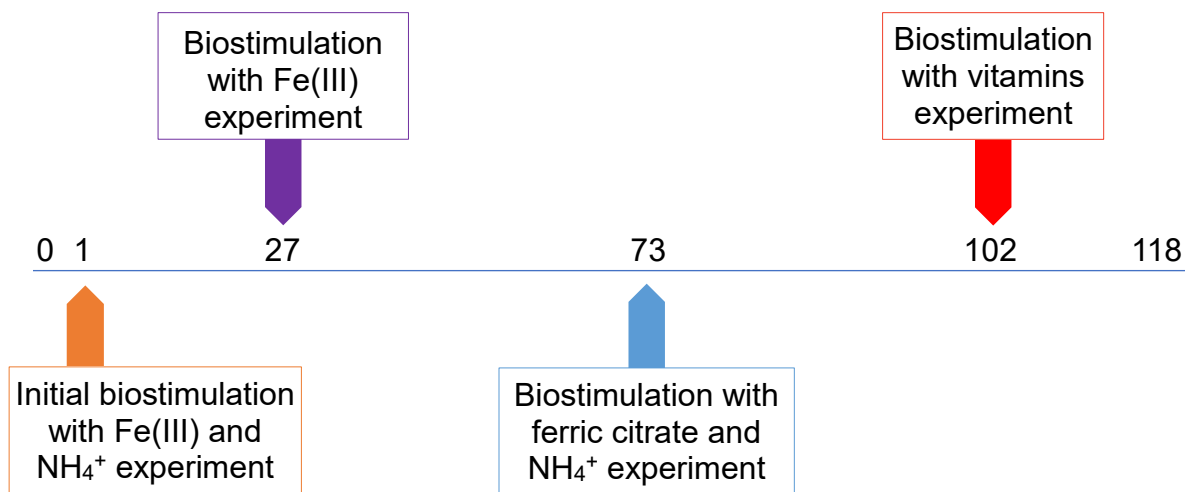 Biostimulation
with Fe(III)
experiment
Biostimulation
with vitamins
experiment
0 1 27 73 102 118
Initial biostimulation
with Fe(III) and
NH₄⁺ experiment
Biostimulation with
ferric citrate and
NH₄⁺ experiment